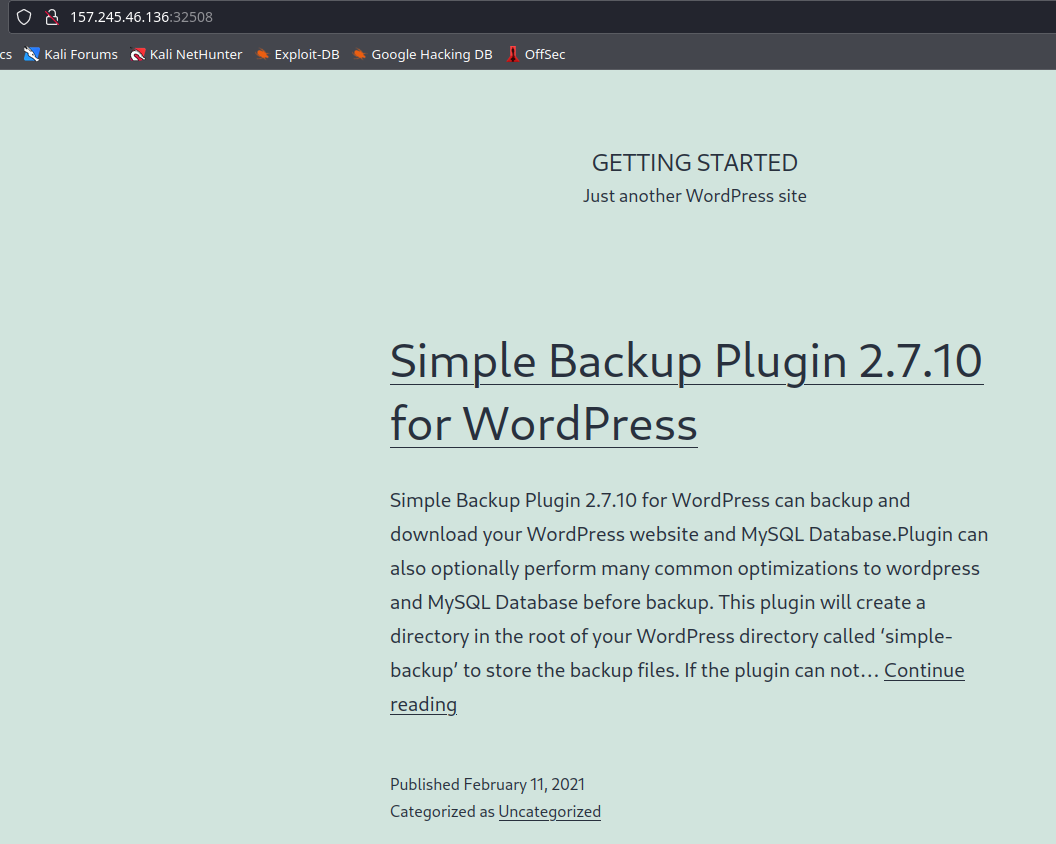 157.245.46.136:32508
cs Kali Forums Kali NetHunter Exploit-DB Google Hacking DB OffSec
GETTING STARTED
Just another WordPress site
Simple Backup Plugin 2.7.10
for WordPress
Simple Backup Plugin 2.7.10 for WordPress can backup and
download your WordPress website and MySQL Database.Plugin can
also optionally perform many common optimizations to wordpress
and MySQL Database before backup. This plugin will create a
directory in the root of your WordPress directory called ‘simple-
backup’ to store the backup files. If the plugin can not… Continue
reading
Published February 11, 2021
Categorized as Uncategorized